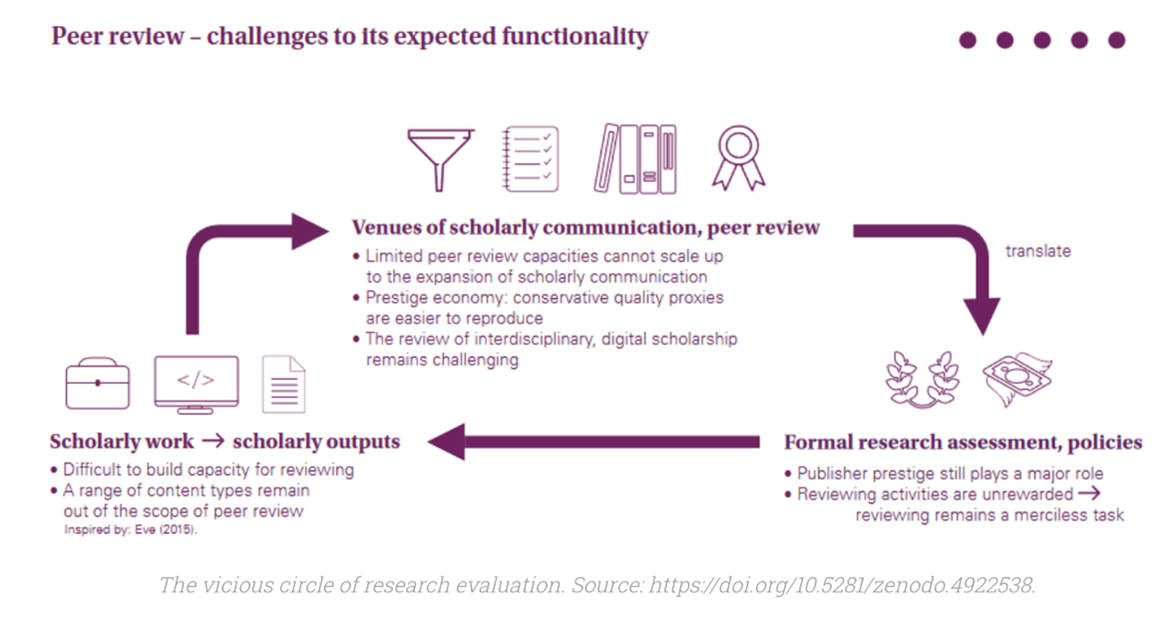 Peer review – challenges to its expected functionality
Venues of scholarly communication, peer review
• Limited peer review capacities cannot scale up
to the expansion of scholarly communication
• Prestige economy: conservative quality proxies
are easier to reproduce
• The review of interdisciplinary, digital scholarship
remains challenging
translate
</>
Scholarly work → scholarly outputs
• Difficult to build capacity for reviewing
• A range of content types remain
out of the scope of peer review
Inspired by: Eve (2015).
Formal research assessment, policies
• Publisher prestige still plays a major role
• Reviewing activities are unrewarded →
reviewing remains a merciless task
The vicious circle of research evaluation. Source: https://doi.org/10.5281/zenodo.4922538.